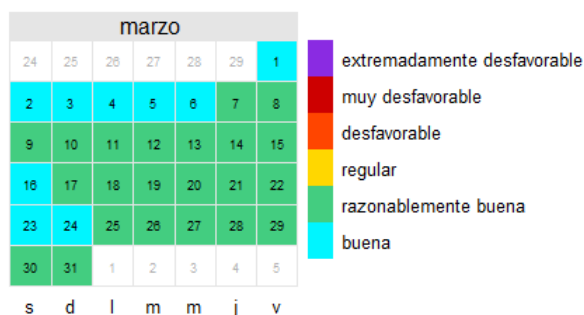 marzo
24 25 26 27 28 29 1
2 3 4 5 6 7 8
9 10 11 12 13 14 15
16 17 18 19 20 21 22
23 24 25 26 27 28 29
30 31 1 2 3 4 5
s d l m m j v
extremadamente desfavorable
muy desfavorable
desfavorable
regular
razonablemente buena
buena